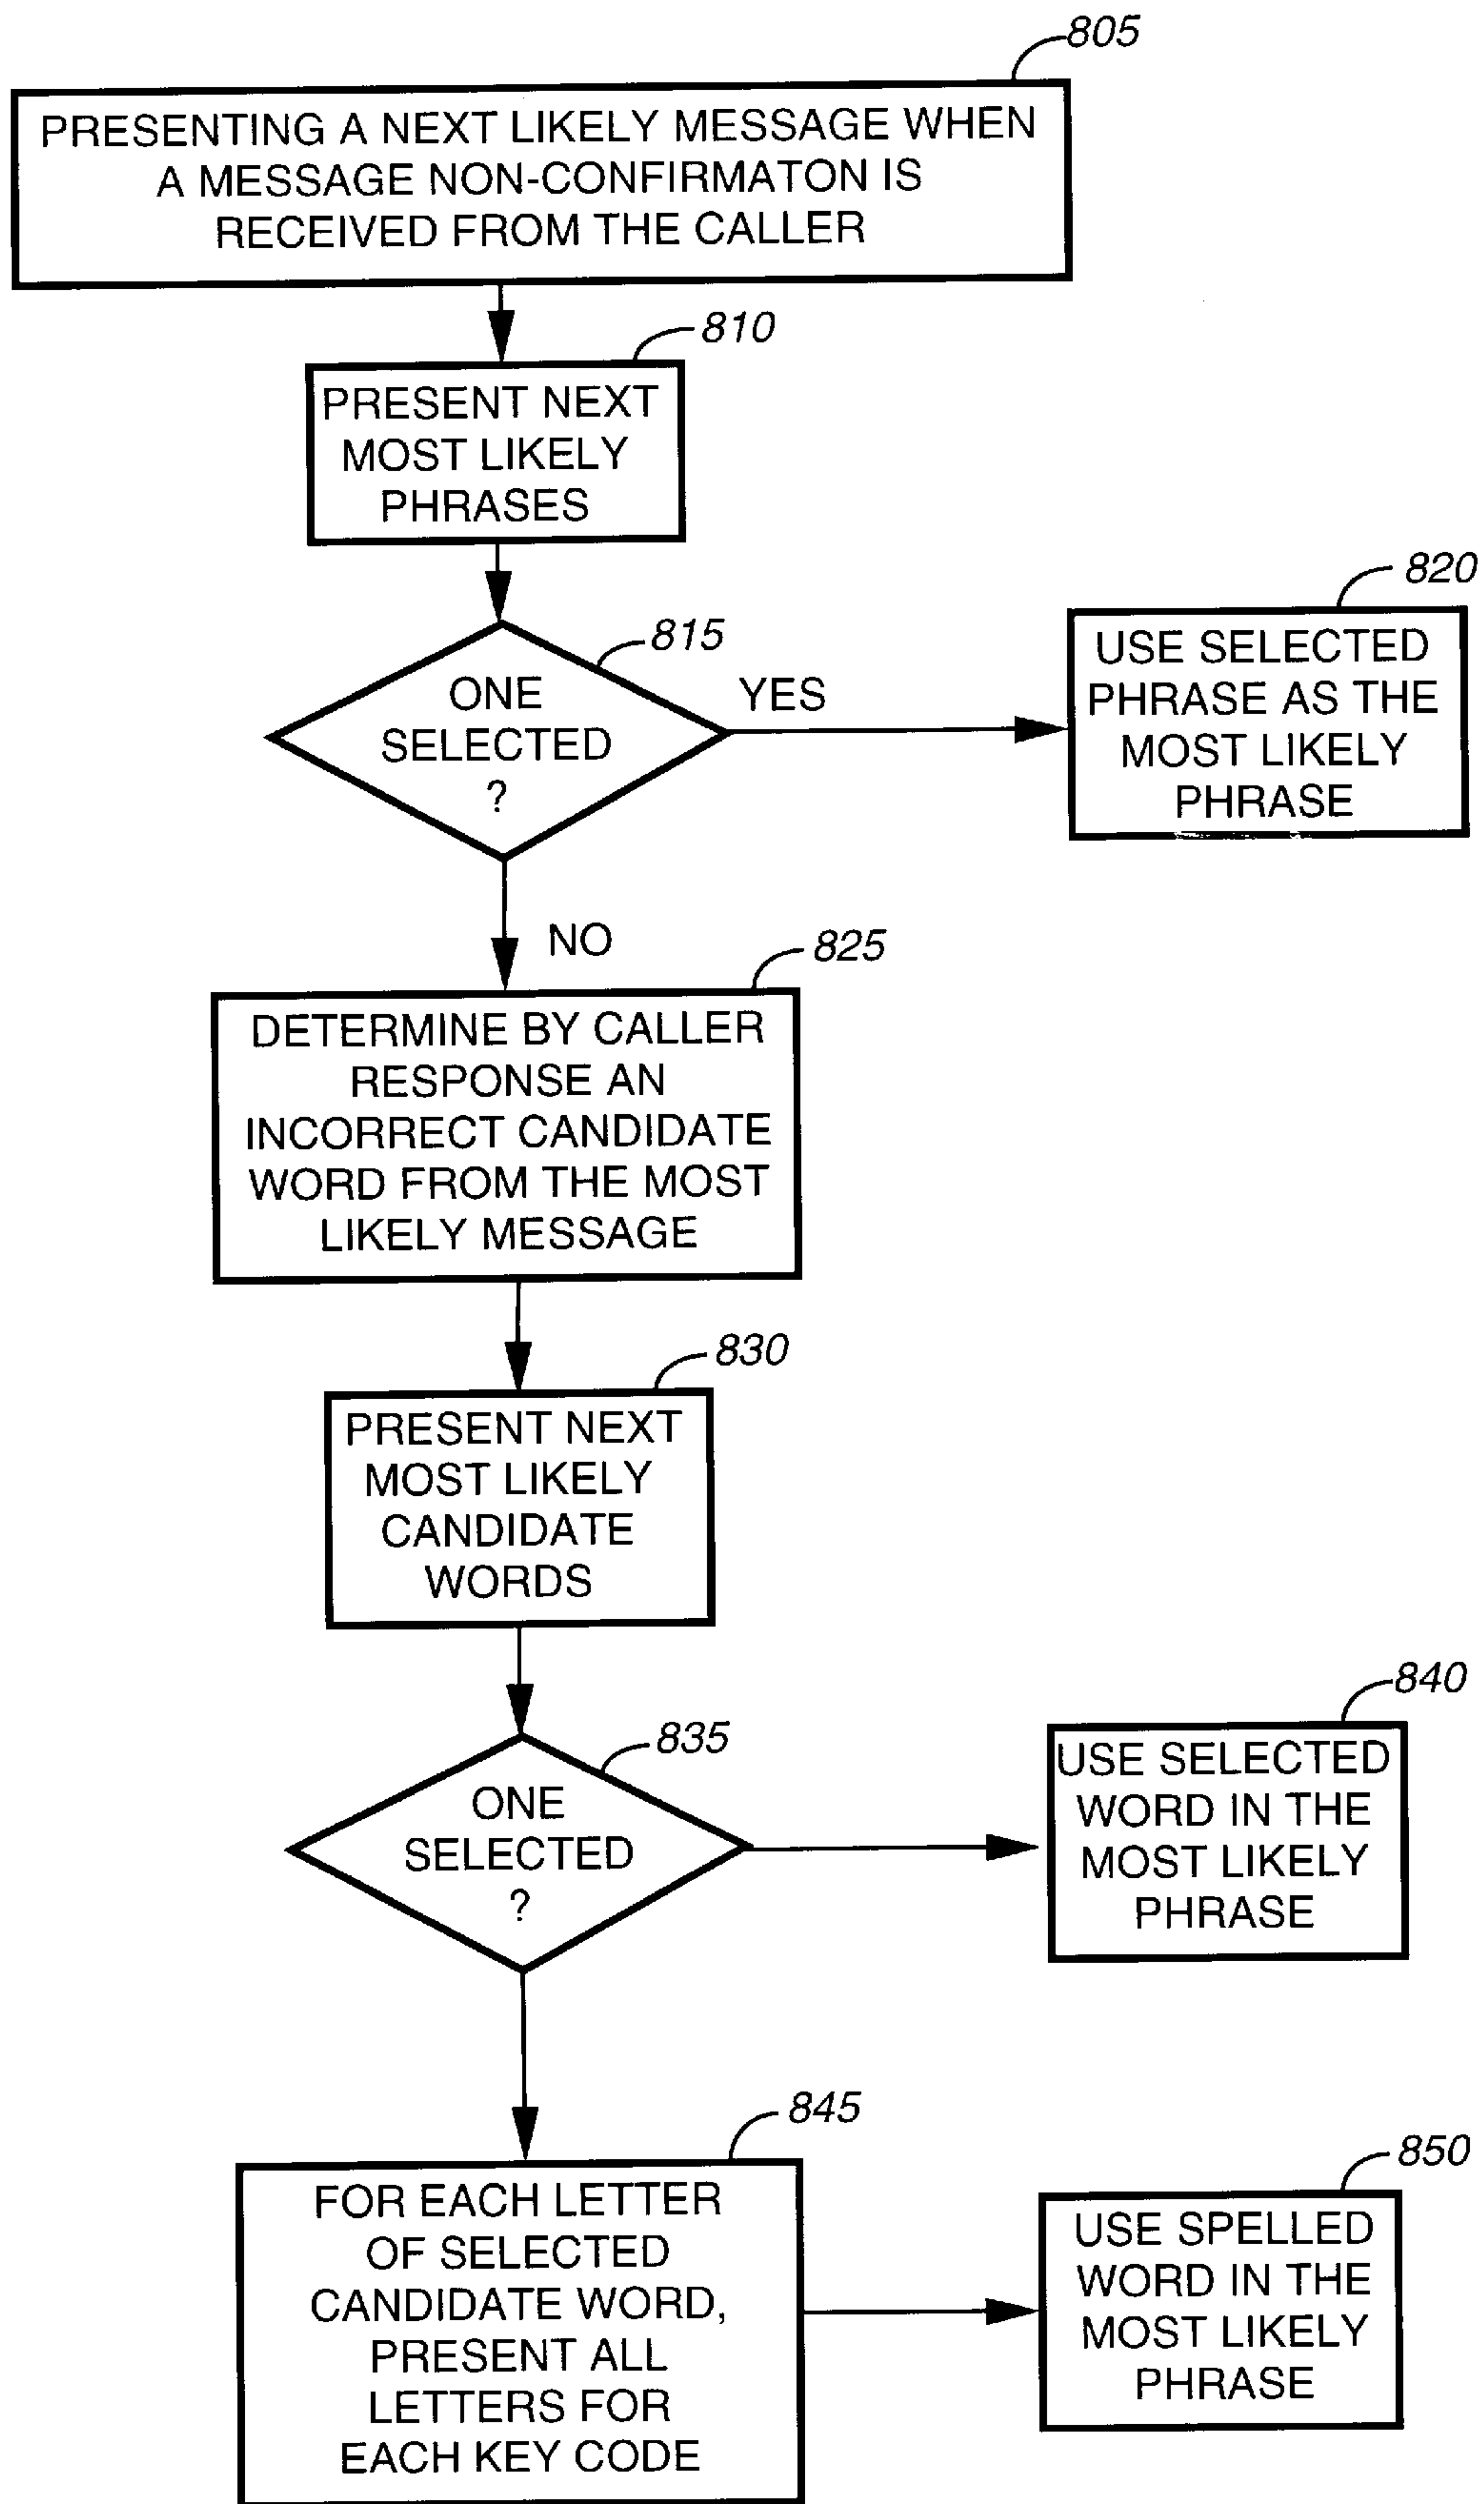 805
PRESENTING A NEXT LIKELY MESSAGE WHEN
A MESSAGE NON-CONFIRMATON IS
RECEIVED FROM THE CALLER
810
PRESENT NEXT
MOST LIKELY
PHRASES
815
ONE
SELECTED
?
YES
820
USE SELECTED
PHRASE AS THE
MOST LIKELY
PHRASE
NO
825
DETERMINE BY CALLER
RESPONSE AN
INCORRECT CANDIDATE
WORD FROM THE MOST
LIKELY MESSAGE
830
PRESENT NEXT
MOST LIKELY
CANDIDATE
WORDS
835
ONE
SELECTED
?
840
USE SELECTED
WORD IN THE
MOST LIKELY
PHRASE
845
FOR EACH LETTER
OF SELECTED
CANDIDATE WORD,
PRESENT ALL
LETTERS FOR
EACH KEY CODE
850
USE SPELLED
WORD IN THE
MOST LIKELY
PHRASE